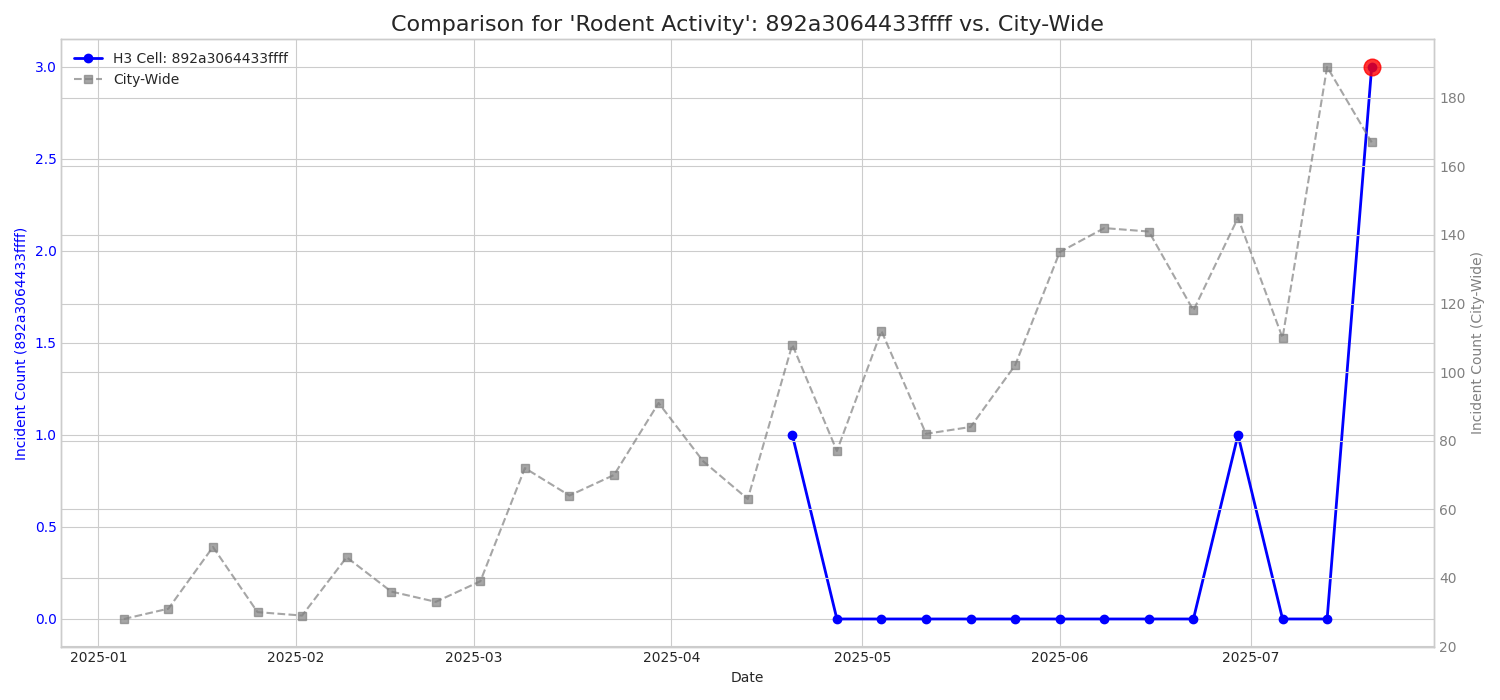 Comparison for 'Rodent Activity': 892a3064433ffff vs. City-Wide
H3 Cell: 892a3064433ffff
City-Wide
Incident Count (892a3064433ffff)
3.0
2.5
2.0
1.5
1.0
0.5
0.0
Incident Count (City-Wide)
180
160
140
120
100
80
60
40
20
2025-01 2025-02 2025-03 2025-04 2025-05 2025-06 2025-07
Date